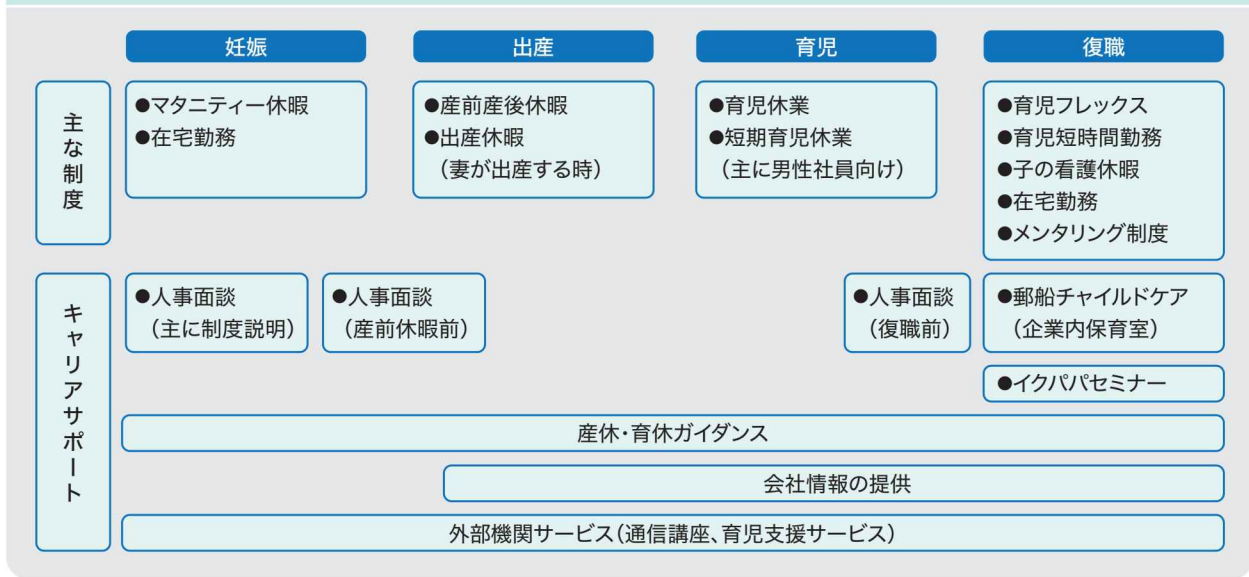 妊娠
出産
育児
復職
主な制度
●マタニティー休暇
●在宅勤務
●産前産後休暇
●出産休暇
（妻が出産する時）
●育児休業
●短期育児休業
（主に男性社員向け）
●育児フレックス
●育児短時間勤務
●子の看護休暇
●在宅勤務
●メンタリング制度
キャリアサポート
●人事面談
（主に制度説明）
●人事面談
（産前休暇前）
●人事面談
（復職前）
●郵船チャイルドケア
（企業内保育室）
●イクパパセミナー
産休・育休ガイダンス
会社情報の提供
外部機関サービス（通信講座、育児支援サービス）